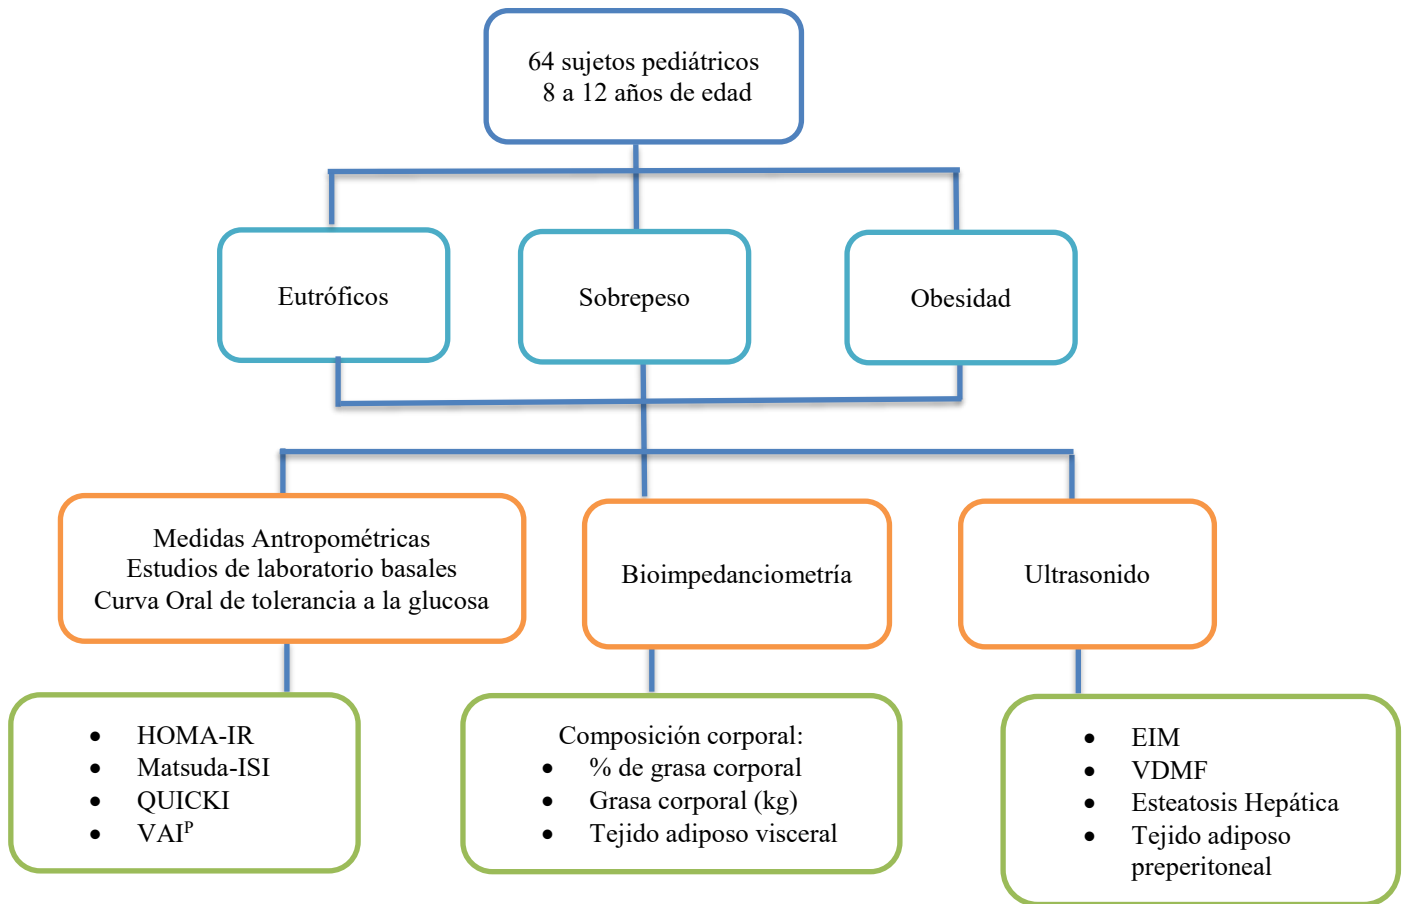 64 sujetos pediátricos
8 a 12 años de edad
Eutróficos
Sobrepeso
Obesidad
Medidas Antropométricas
Estudios de laboratorio basales
Curva Oral de tolerancia a la glucosa
Bioimpedanciometría
Ultrasonido
• HOMA-IR
• Matsuda-ISI
• QUICKI
• VAIᴾ
Composición corporal:
• % de grasa corporal
• Grasa corporal (kg)
• Tejido adiposo visceral
• EIM
• VDMF
• Esteatosis Hepática
• Tejido adiposo
preperitoneal